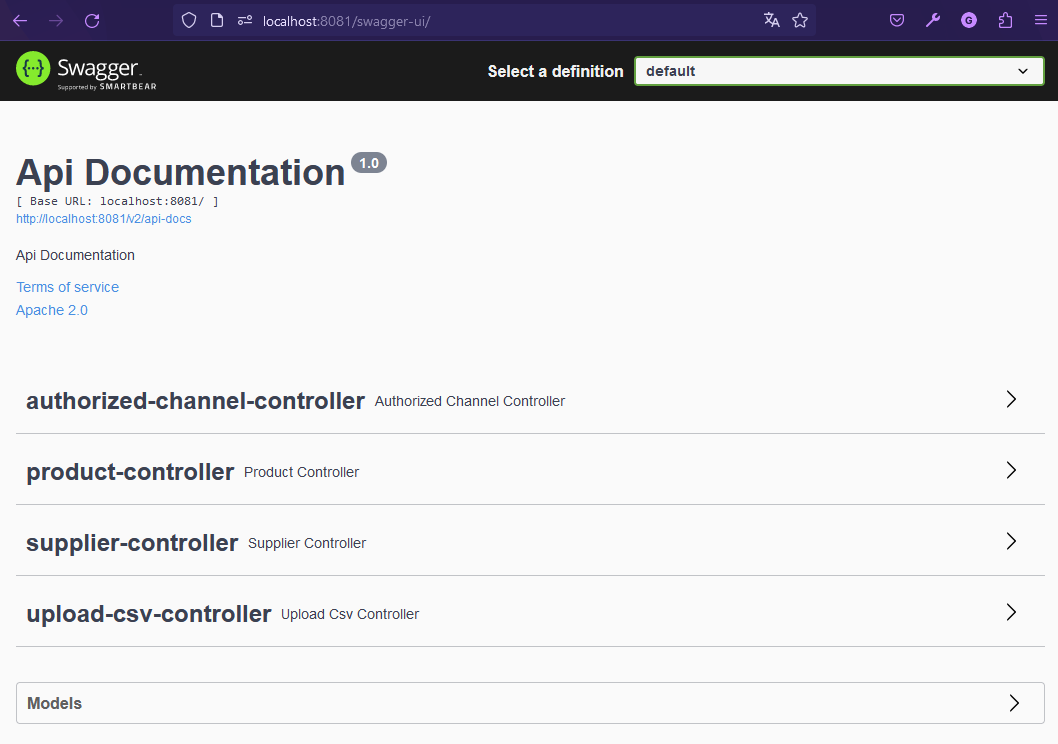 localhost:8081/swagger-ui/
G
{...} Swagger.
Supported by SMARTBEAR
Select a definition
default
Api Documentation 1.0
[ Base URL: localhost:8081/ ]
http://localhost:8081/v2/api-docs
Api Documentation
Terms of service
Apache 2.0
authorized-channel-controller Authorized Channel Controller
product-controller Product Controller
supplier-controller Supplier Controller
upload-csv-controller Upload Csv Controller
Models